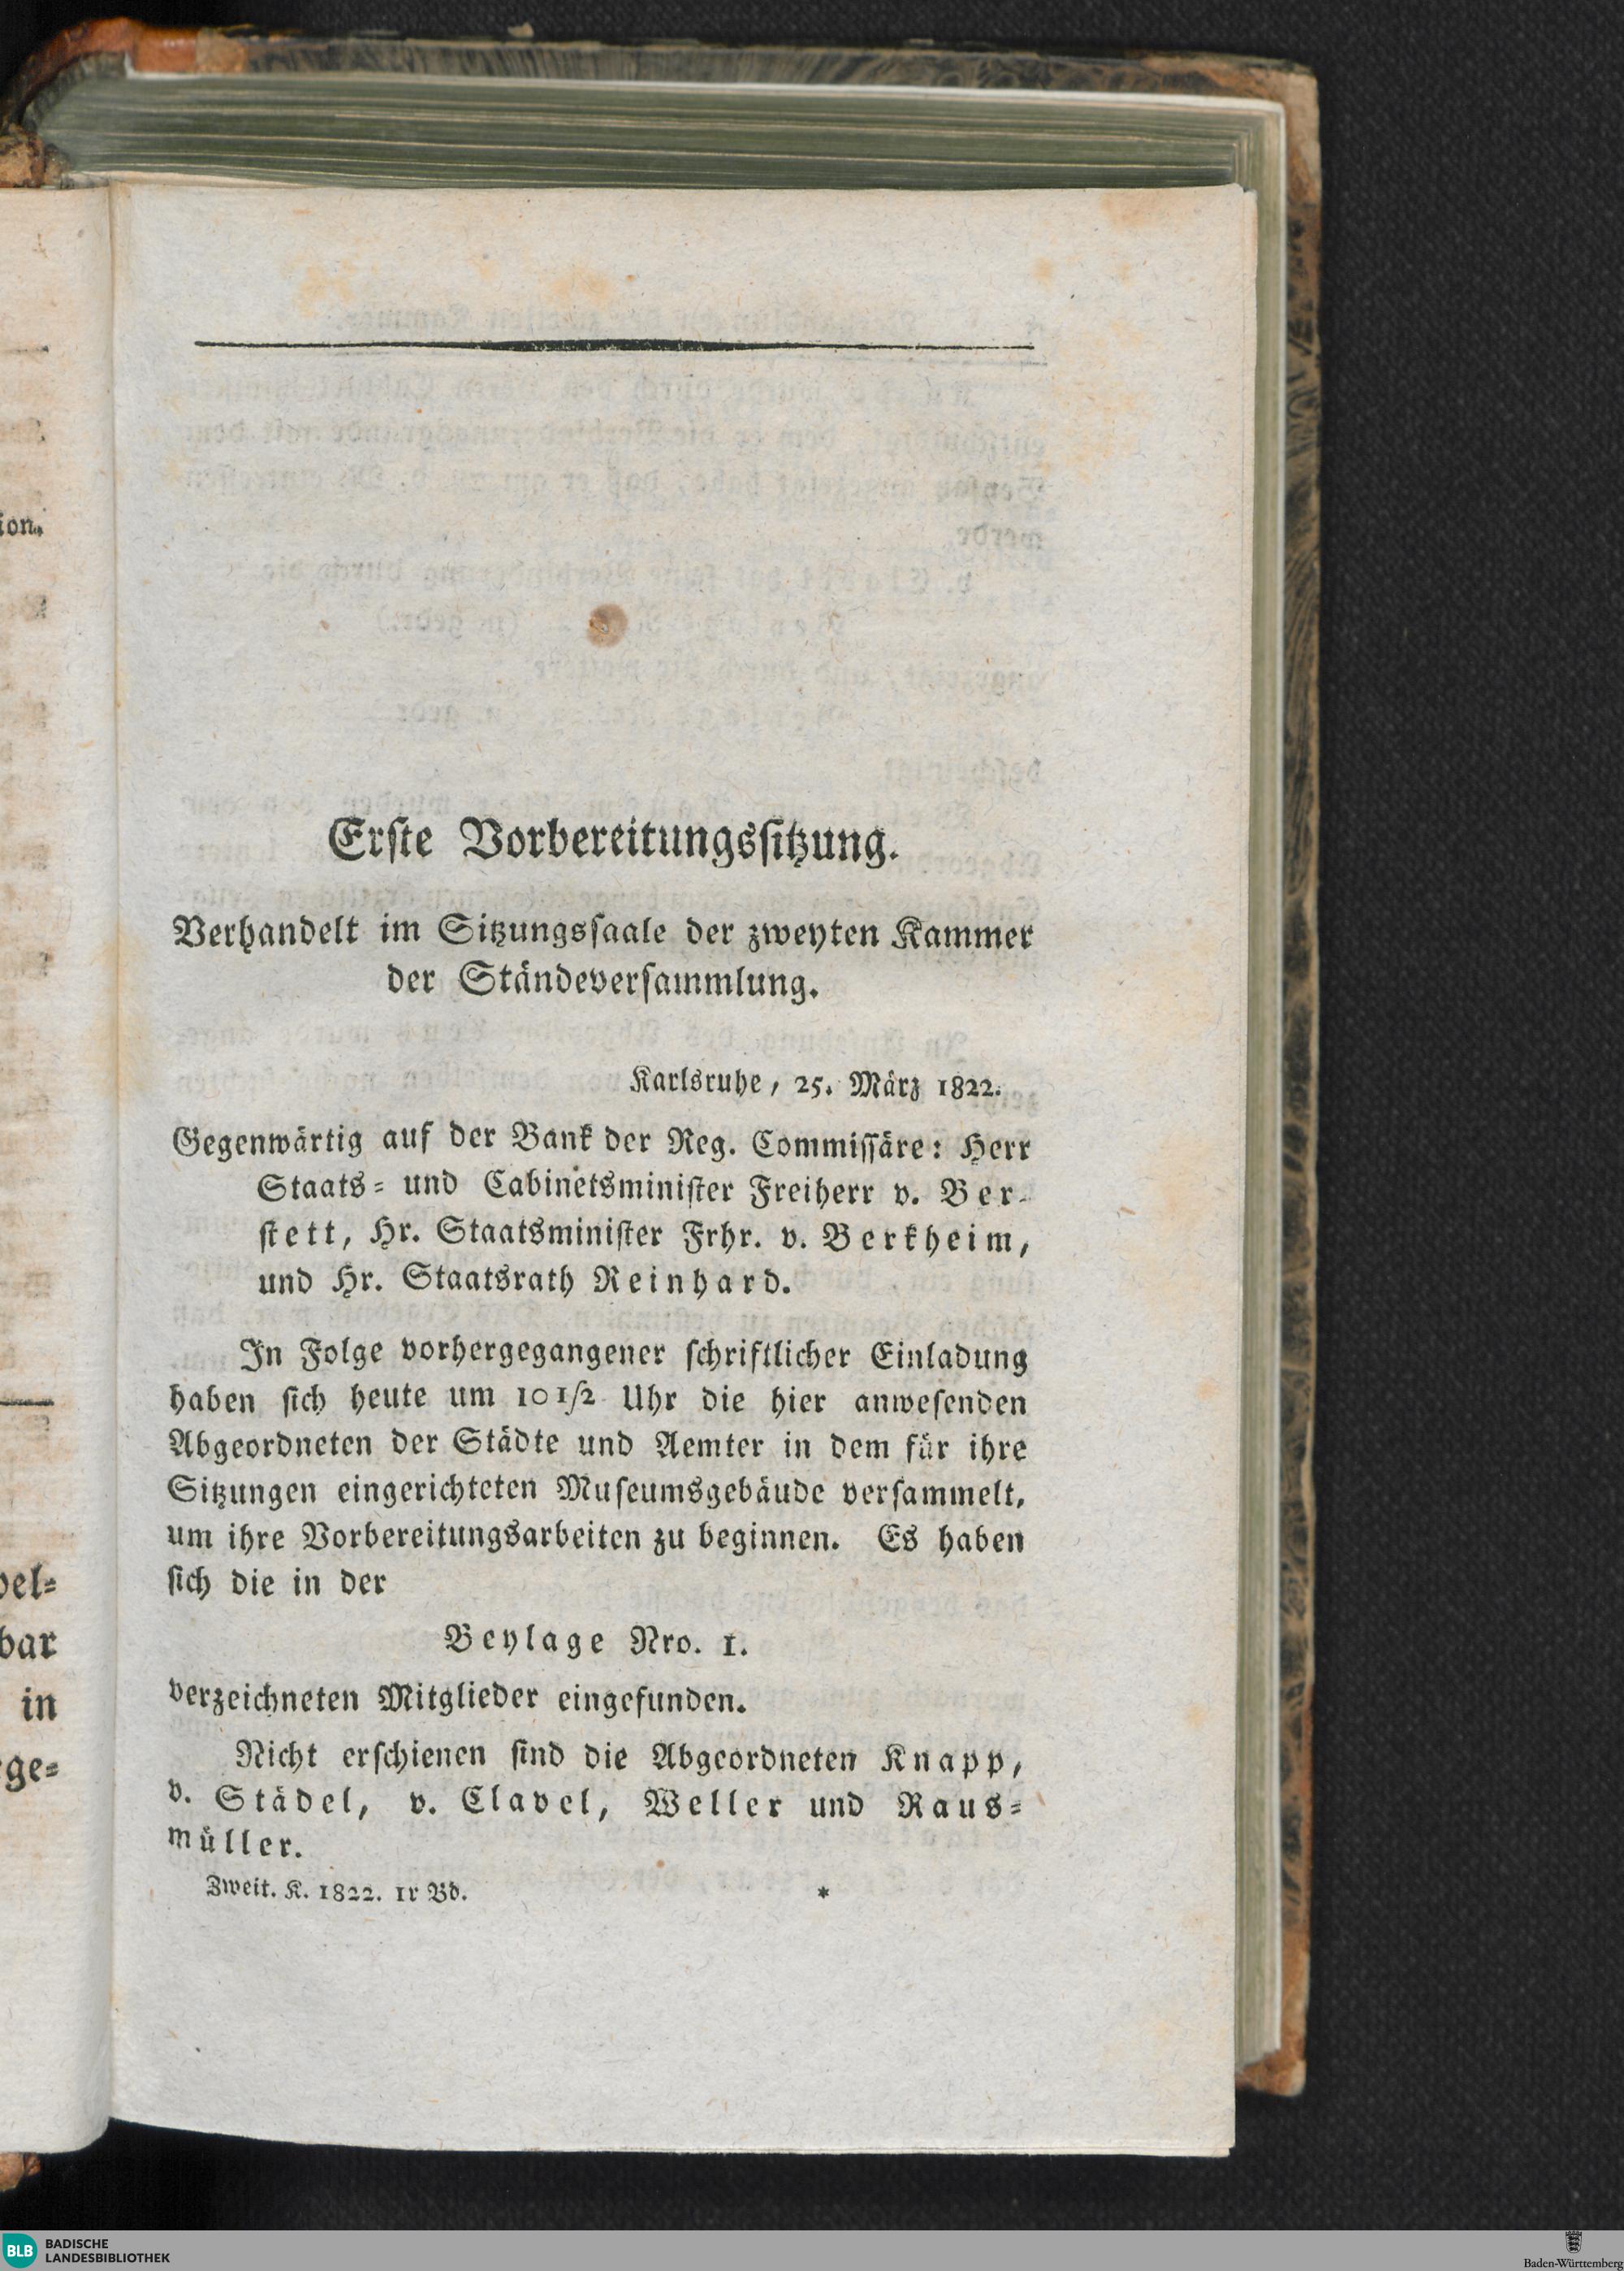 Erste Vorbereitungssitzung.
Verhandelt im Sitzungssaale der zweyten Kammer
der Ständeversammlung.
Karlsruhe, 25. März 1822.
Gegenwärtig auf der Bank der Reg. Commissäre: Herr
Staats- und Cabinetsminister Freiherr v. Ber-
stett, Hr. Staatsminister Frhr. v. Berkheim,
und Hr. Staatsrath Reinhard.
In Folge vorhergegangener schriftlicher Einladung
haben sich heute um 10 1/2 Uhr die hier anwesenden
Abgeordneten der Städte und Aemter in dem für ihre
Sitzungen eingerichteten Museumsgebäude versammelt,
um ihre Vorbereitungsarbeiten zu beginnen. Es haben
sich die in der
Beylage Nro. 1.
verzeichneten Mitglieder eingefunden.
Nicht erschienen sind die Abgeordneten Knapp,
v. Städel, v. Clavel, Weller und Raus-
müller.
Zweit. K. 1822. 1r Bd. *
ion.
bar
in
BLB BADISCHE
LANDESBIBLIOTHEK
Baden-Württemberg